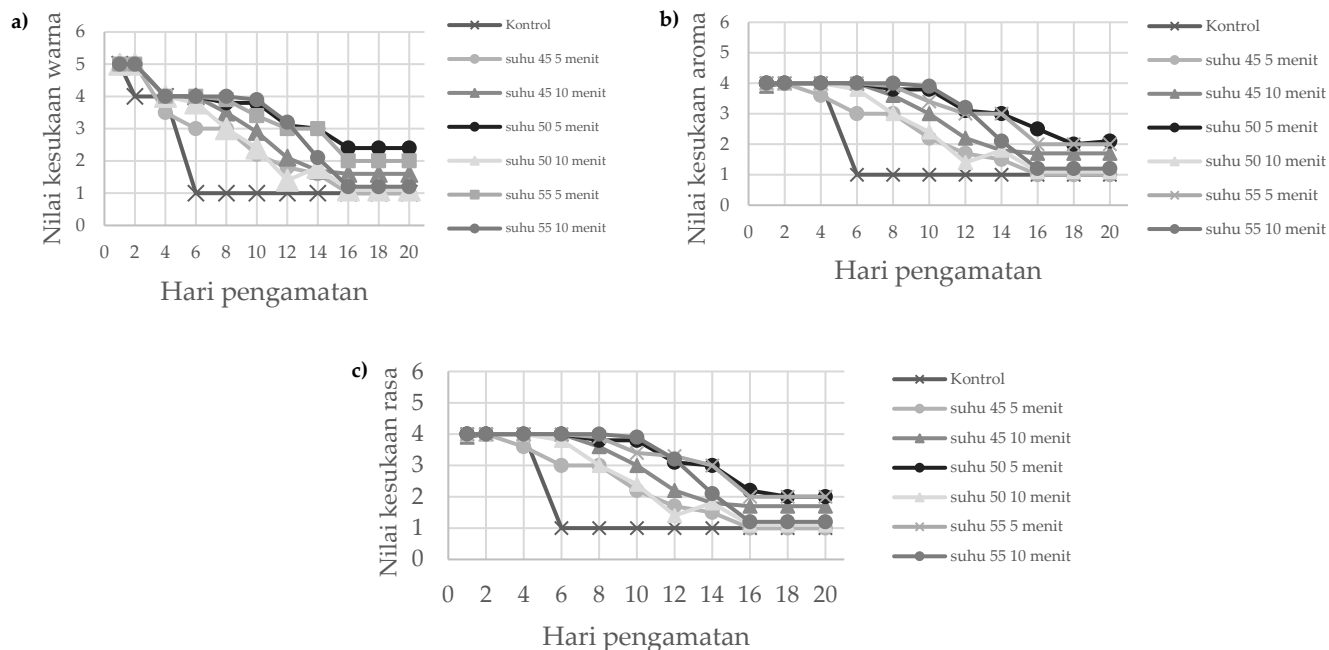 a)
Nilai kesukaan warna
6
5
4
3
2
1
0 2 4 6 8 10 12 14 16 18 20
Hari pengamatan
Kontrol
suhu 45 5 menit
suhu 45 10 menit
suhu 50 5 menit
suhu 50 10 menit
suhu 55 5 menit
suhu 55 10 menit
b)
Nilai kesukaan aroma
6
5
4
3
2
1
0
0 2 4 6 8 10 12 14 16 18 20
Hari pengamatan
Kontrol
suhu 45 5 menit
suhu 45 10 menit
suhu 50 5 menit
suhu 50 10 menit
suhu 55 5 menit
suhu 55 10 menit
c)
Nilai kesukaan rasa
6
5
4
3
2
1
0
0 2 4 6 8 10 12 14 16 18 20
Hari pengamatan
Kontrol
suhu 45 5 menit
suhu 45 10 menit
suhu 50 5 menit
suhu 50 10 menit
suhu 55 5 menit
suhu 55 10 menit